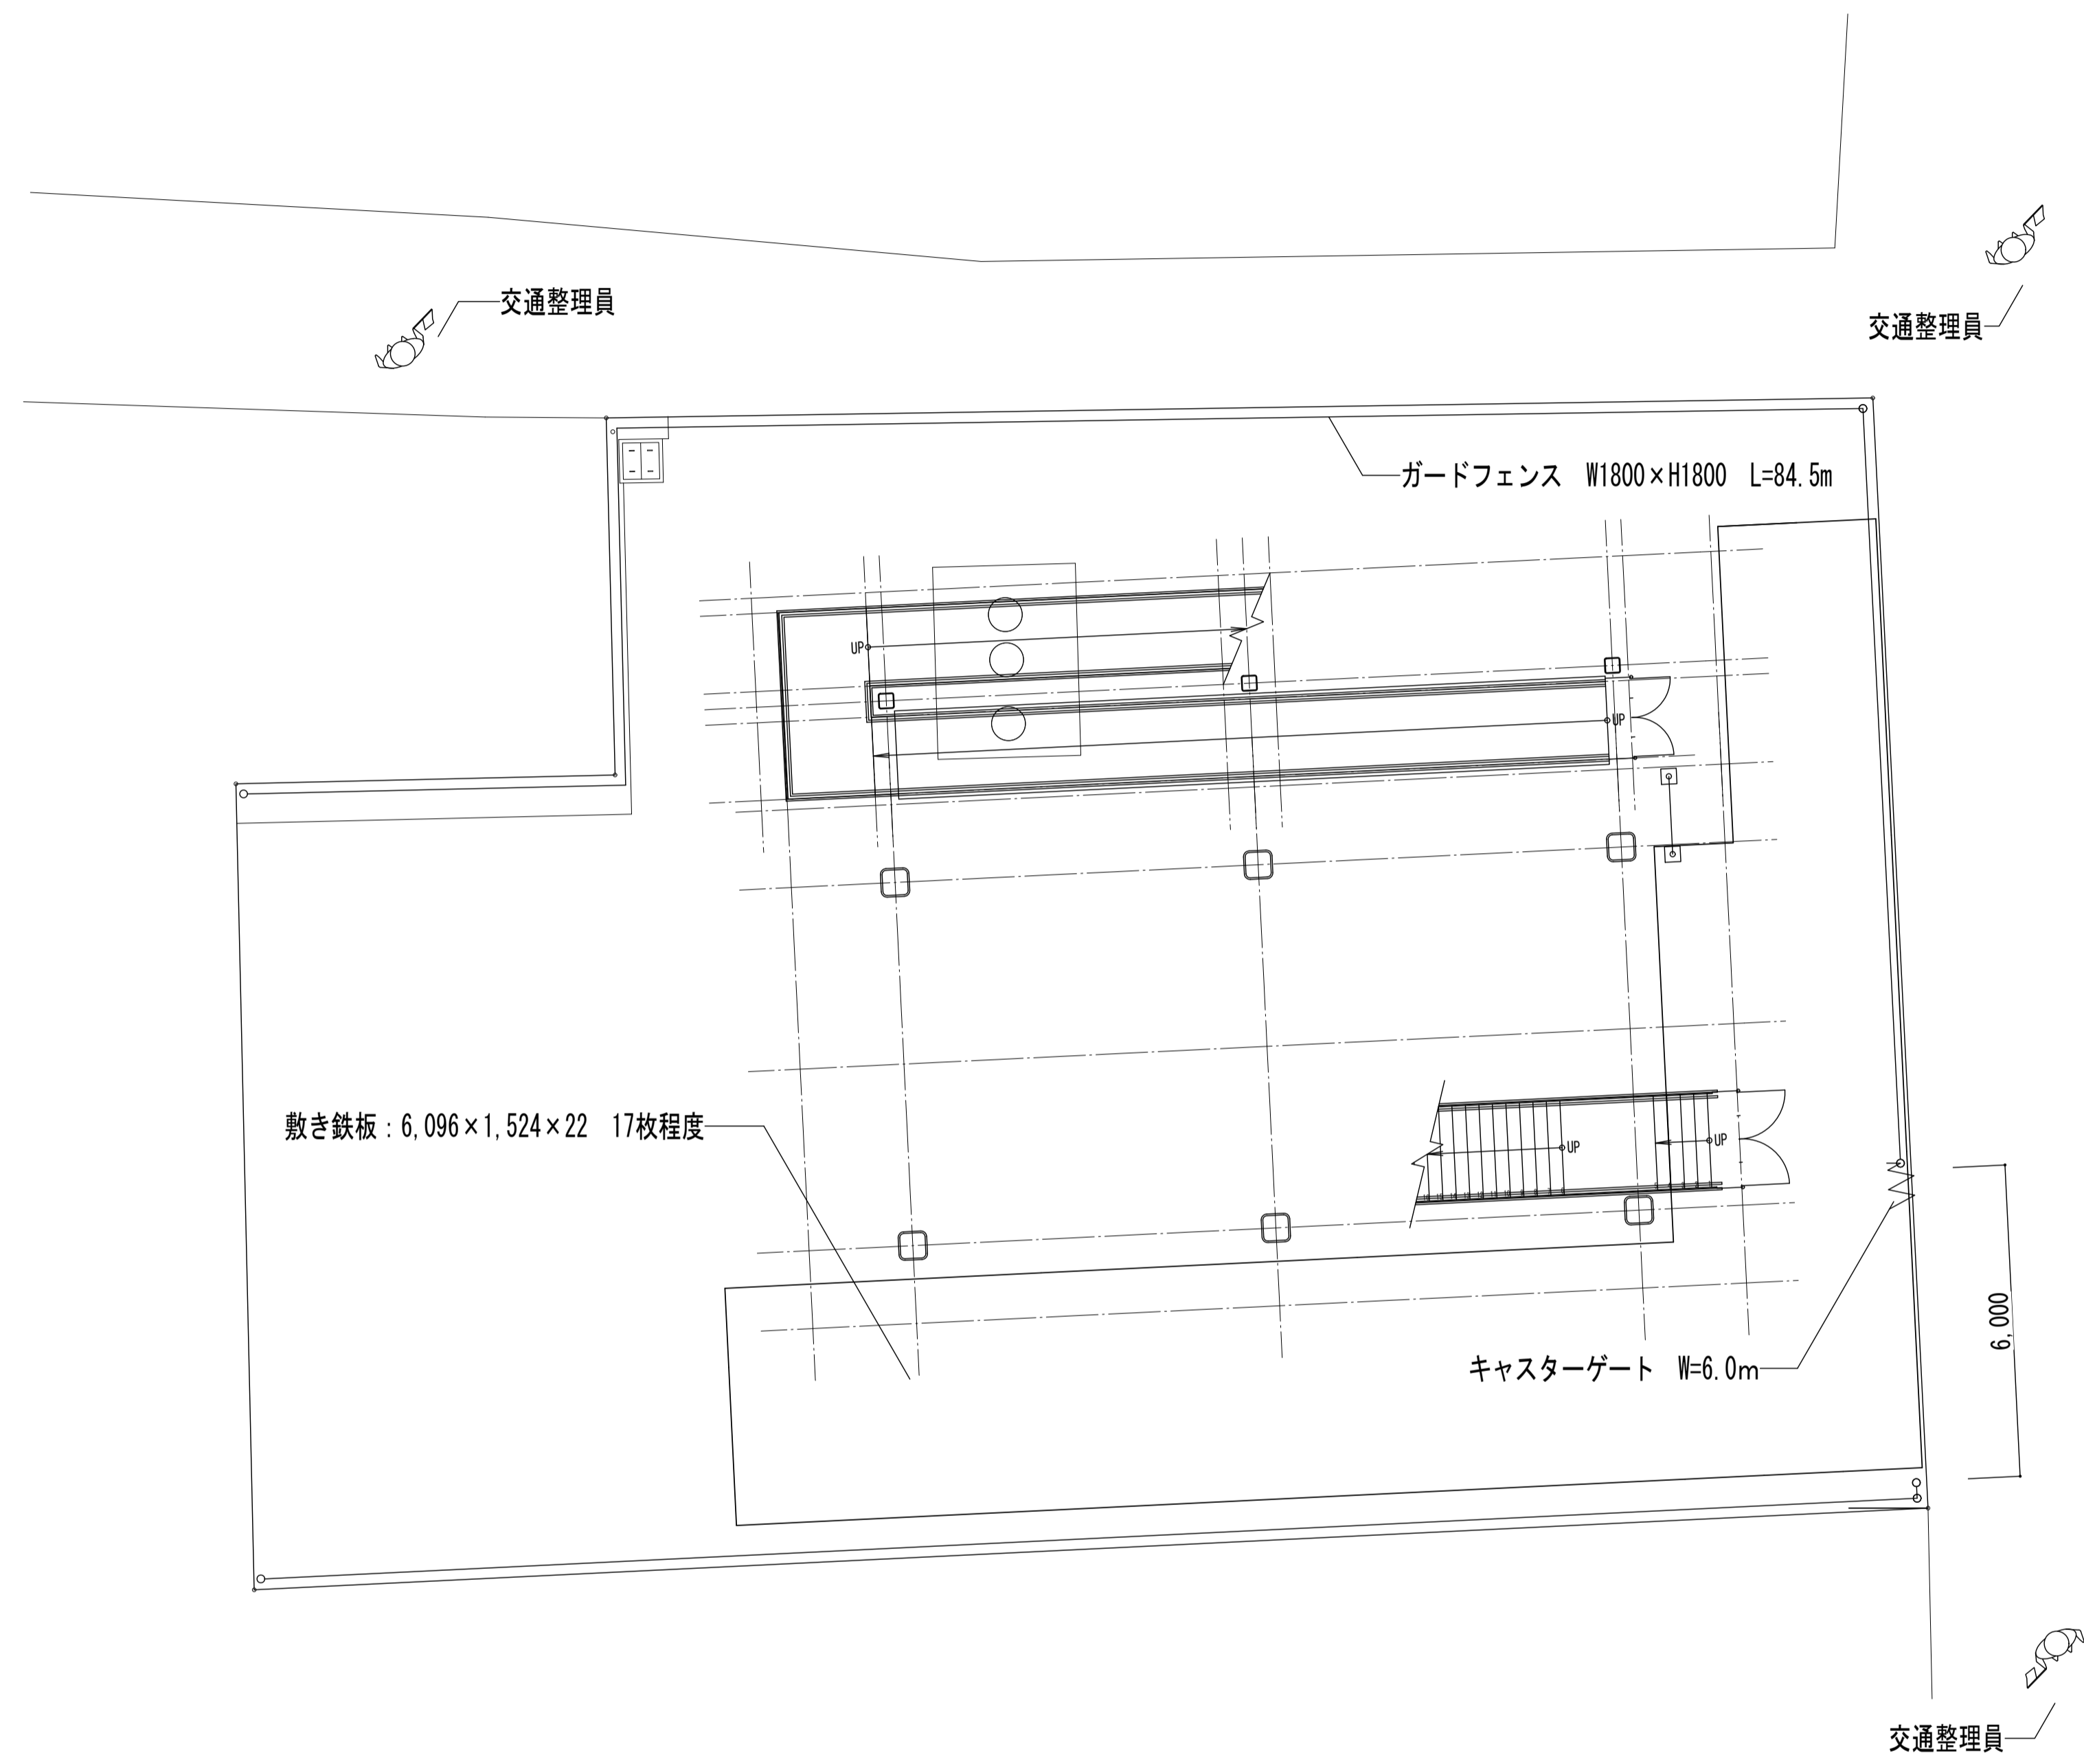 交通整理員
交通整理員
ガードフェンス　W1800×H1800　L=84.5m
UP
UP
敷き鉄板：6,096×1,524×22　17枚程度
UP
UP
6,000
キャスターゲート　W=6.0m
交通整理員